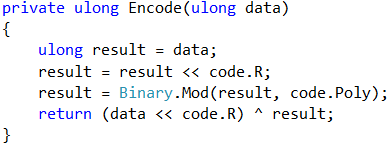 private ulong Encode(ulong data)
{
    ulong result = data;
    result = result << code.R;
    result = Binary.Mod(result, code.Poly);
    return (data << code.R) ^ result;
}